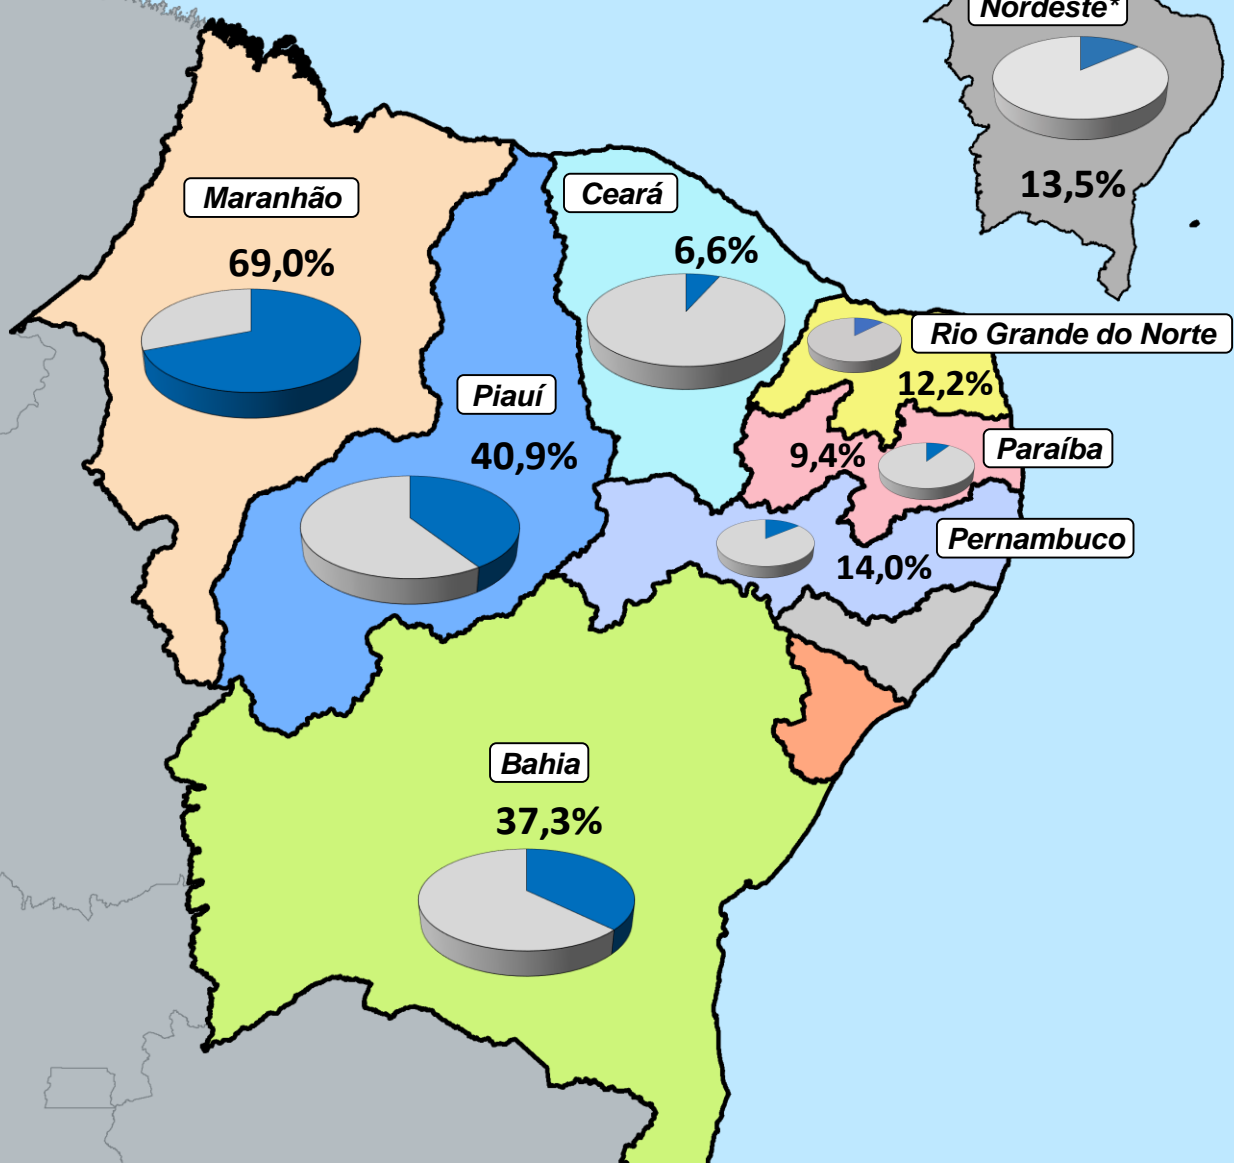 Nordeste*
13,5%
Maranhão
69,0%
Ceará
6,6%
Rio Grande do Norte
12,2%
Piauí
40,9%
Paraíba
9,4%
Pernambuco
14,0%
Bahia
37,3%